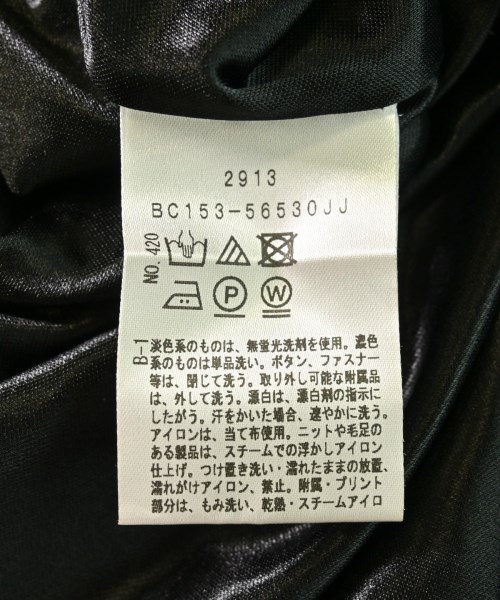 2913
BC153-56530JJ
NO. 420
P
W
B-1
淡色系のものは、無蛍光洗剤を使用。濃色
系のものは単品洗い。ボタン、ファスナー
等は、閉じて洗う。取り外し可能な附属品
は、外して洗う。漂白は、漂白剤の指示に
したがう。汗をかいた場合、速やかに洗う。
アイロンは、当て布使用。ニットや毛足の
ある製品は、スチームでの浮かしアイロン
仕上げ。つけ置き洗い・濡れたままの放置、
濡れがけアイロン、禁止。附属・プリント
部分は、もみ洗い、乾熱・スチームアイロ